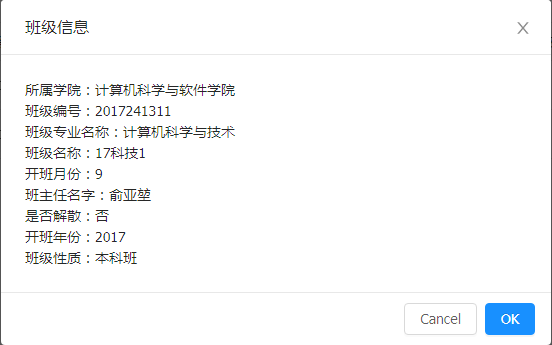 班级信息
所属学院：计算机科学与软件学院
班级编号：2017241311
班级专业名称：计算机科学与技术
班级名称：17科技1
开班月份：9
班主任名字：俞亚堃
是否解散：否
开班年份：2017
班级性质：本科班
Cancel
OK